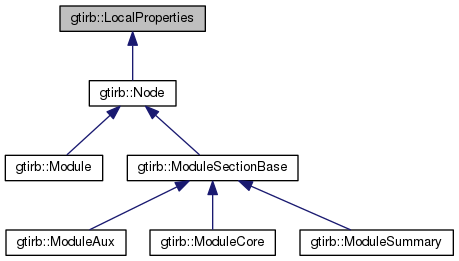 gtirb::LocalProperties
gtirb::Node
gtirb::Module
gtirb::ModuleSectionBase
gtirb::ModuleAux
gtirb::ModuleCore
gtirb::ModuleSummary